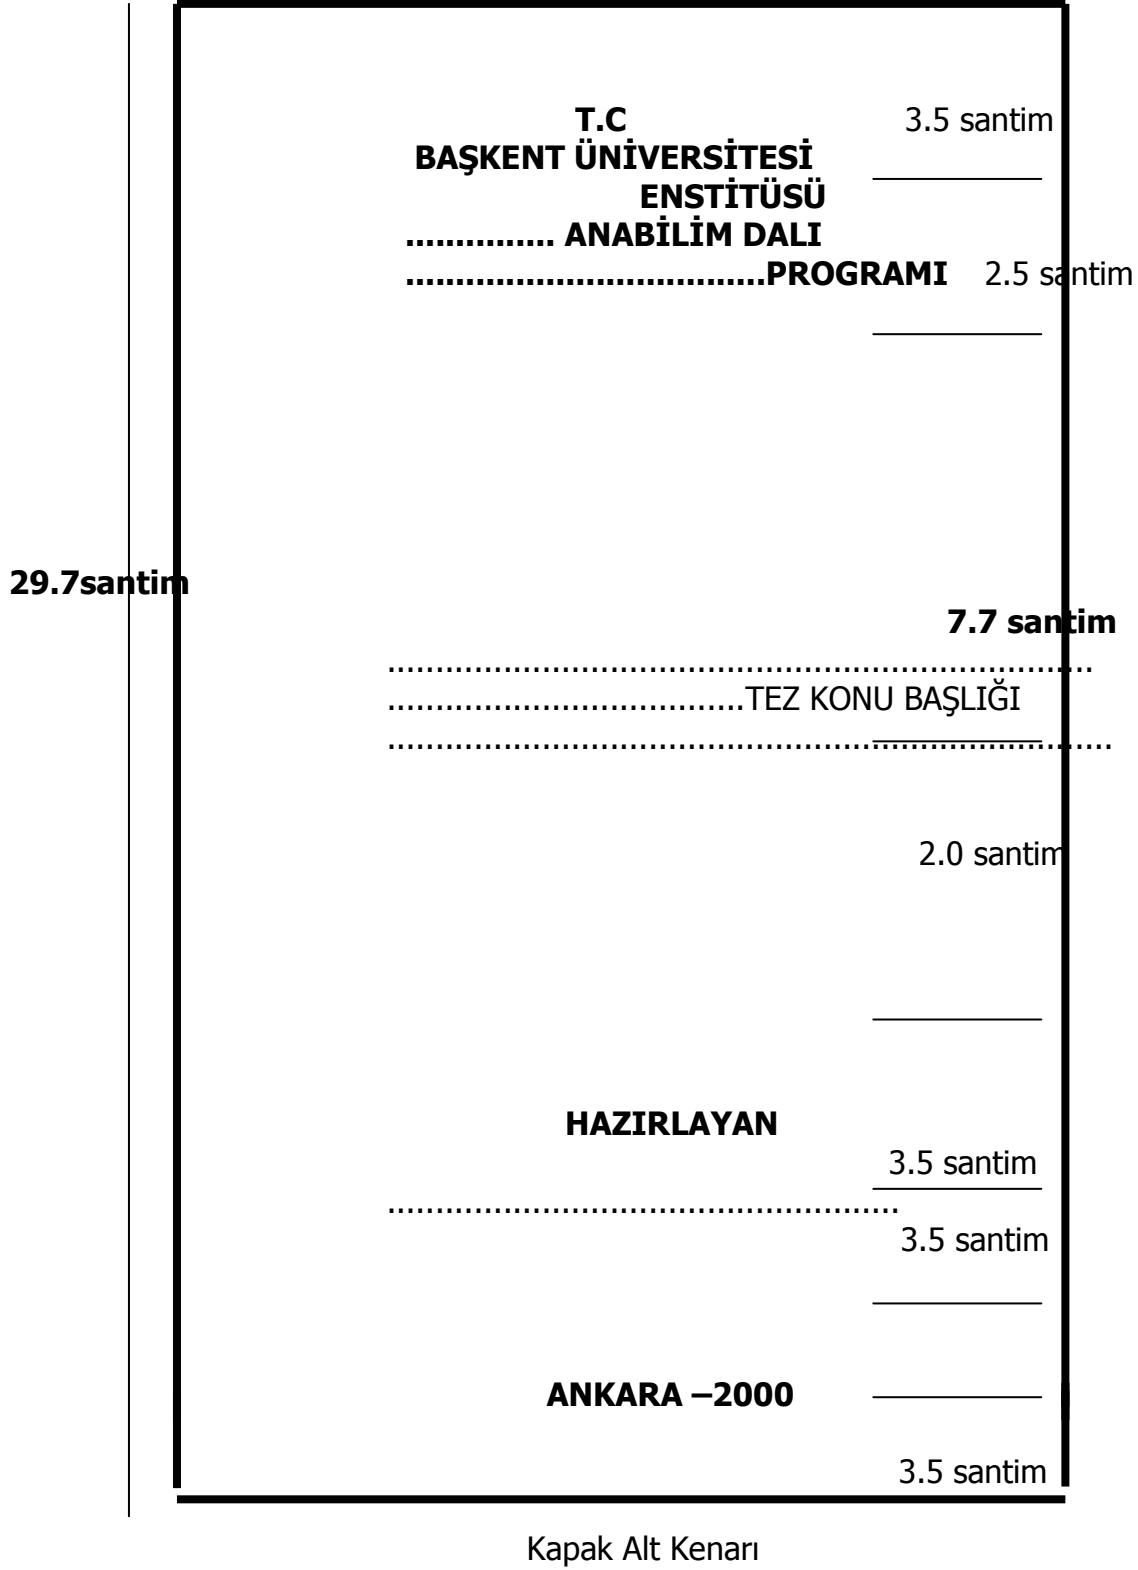 T.C 3.5 santim
BAŞKENT ÜNİVERSİTESİ
ENSTİTÜSÜ
............... ANABİLİM DALI
....................................PROGRAMI 2.5 santim
29.7santim
7.7 santim
.........................................................................
.....................................TEZ KONU BAŞLIĞI
...........................................................................
2.0 santim
HAZIRLAYAN
3.5 santim
.....................................................
3.5 santim
ANKARA –2000
3.5 santim
Kapak Alt Kenarı